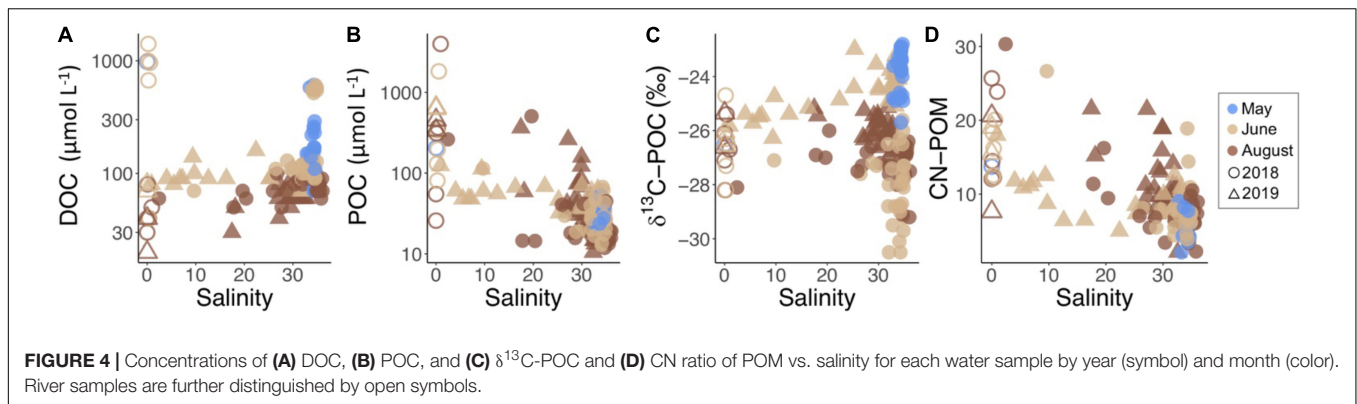 A
B
C
D
DOC (µmol L-1)
1000
300
100
30
0 10 20 30
Salinity
POC (µmol L-1)
1000
100
10
0 10 20 30
Salinity
δ13C−POC (‰)
−24
−26
−28
−30
0 10 20 30
Salinity
CN−POM
30
20
10
0 10 20 30
Salinity
May
June
August
2018
2019
FIGURE 4 | Concentrations of (A) DOC, (B) POC, and (C) δ13C-POC and (D) CN ratio of POM vs. salinity for each water sample by year (symbol) and month (color).
River samples are further distinguished by open symbols.